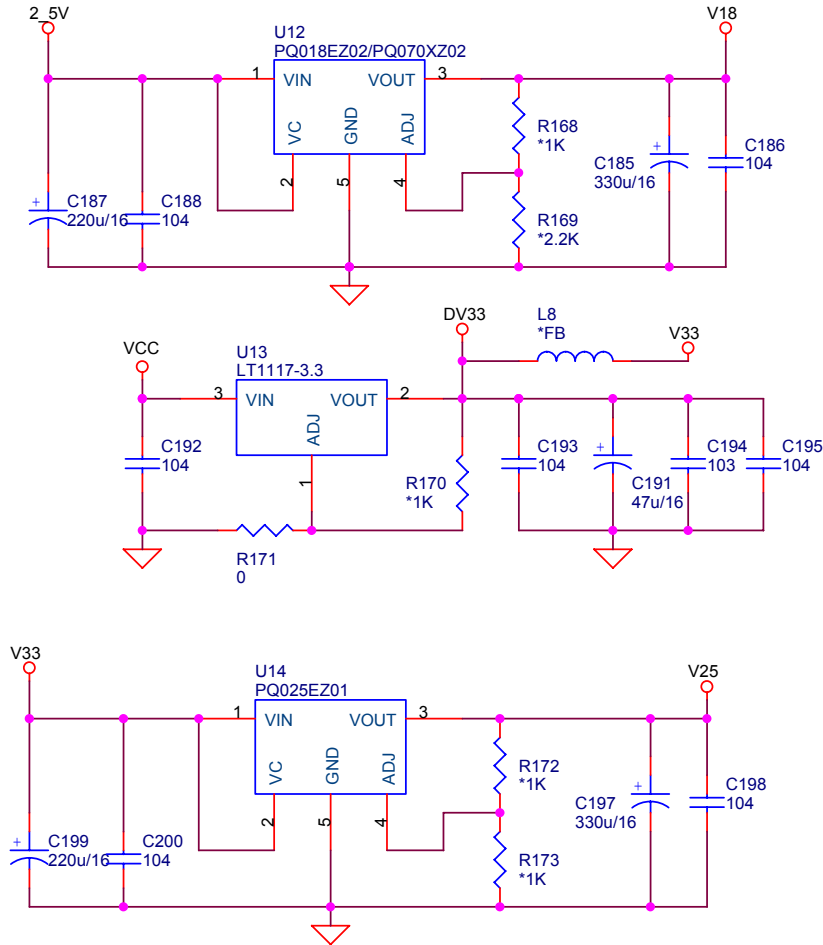 2_5V
V18
U12
PQ018EZ02/PQ070XZ02
1
VIN
VOUT
3
VC
GND
ADJ
2
5
4
R168
*1K
R169
*2.2K
C185
330u/16
C186
104
+
+
C187
220u/16
C188
104
VCC
DV33
L8
*FB
V33
U13
LT1117-3.3
3
VIN
VOUT
2
ADJ
1
C192
104
R170
*1K
R171
0
C193
104
+
C191
47u/16
C194
103
C195
104
V33
V25
U14
PQ025EZ01
1
VIN
VOUT
3
VC
GND
ADJ
2
5
4
R172
*1K
R173
*1K
+
C197
330u/16
C198
104
+
C199
220u/16
C200
104